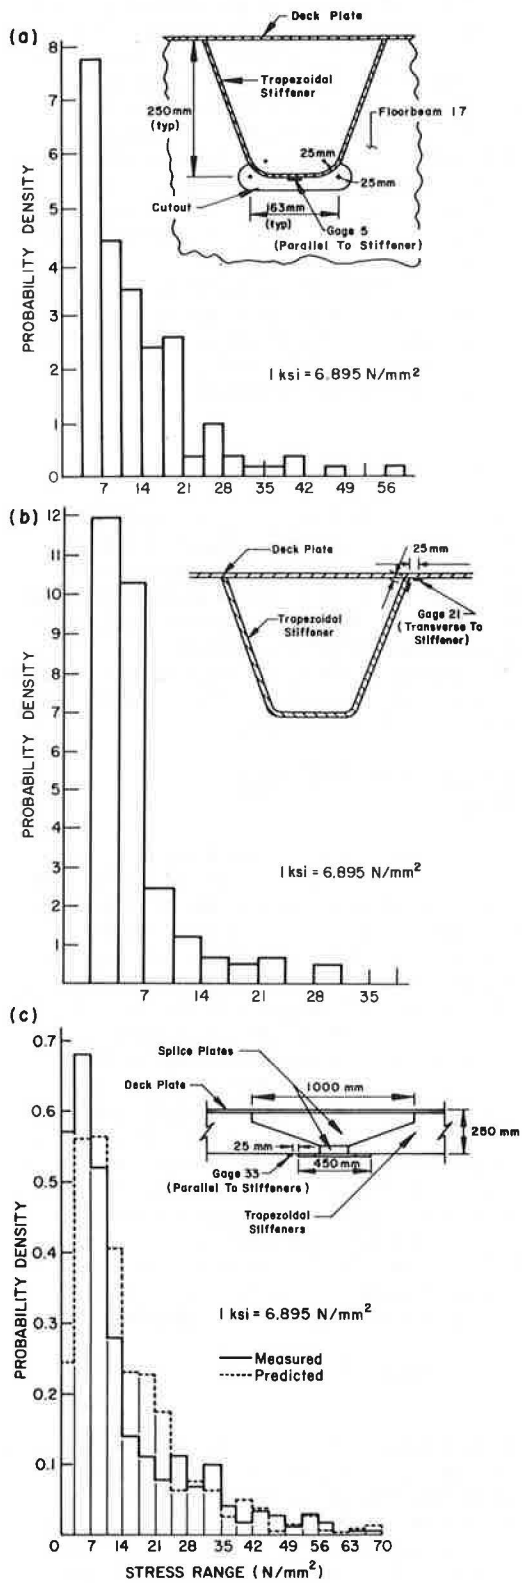 (a)
Deck Plate
Trapezoidal
Stiffener
250mm
(typ)
Floorbeam 17
25mm
25mm
Cutout
163mm
(typ)
Gage 5
(Parallel To Stiffener)
PROBABILITY DENSITY
8
7
6
5
4
3
2
1
0
1 ksi = 6.895 N/mm²
7 14 21 28 35 42 49 56
(b)
Deck Plate
25mm
Trapezoidal
Stiffener
Gage 21
(Transverse To
Stiffener)
PROBABILITY DENSITY
12
11
10
9
8
7
6
5
4
3
2
1
1 ksi = 6.895 N/mm²
7 14 21 28 35
(c)
Splice Plates
Deck Plate
1000 mm
250 mm
25 mm
450mm
Gage 33
(Parallel To Stiffeners)
Trapezoidal
Stiffeners
PROBABILITY DENSITY
0.7
0.6
0.5
0.4
0.3
0.2
0.1
1 ksi = 6.895 N/mm²
Measured
Predicted
0 7 14 21 28 35 42 49 56 63 70
STRESS RANGE (N/mm²)